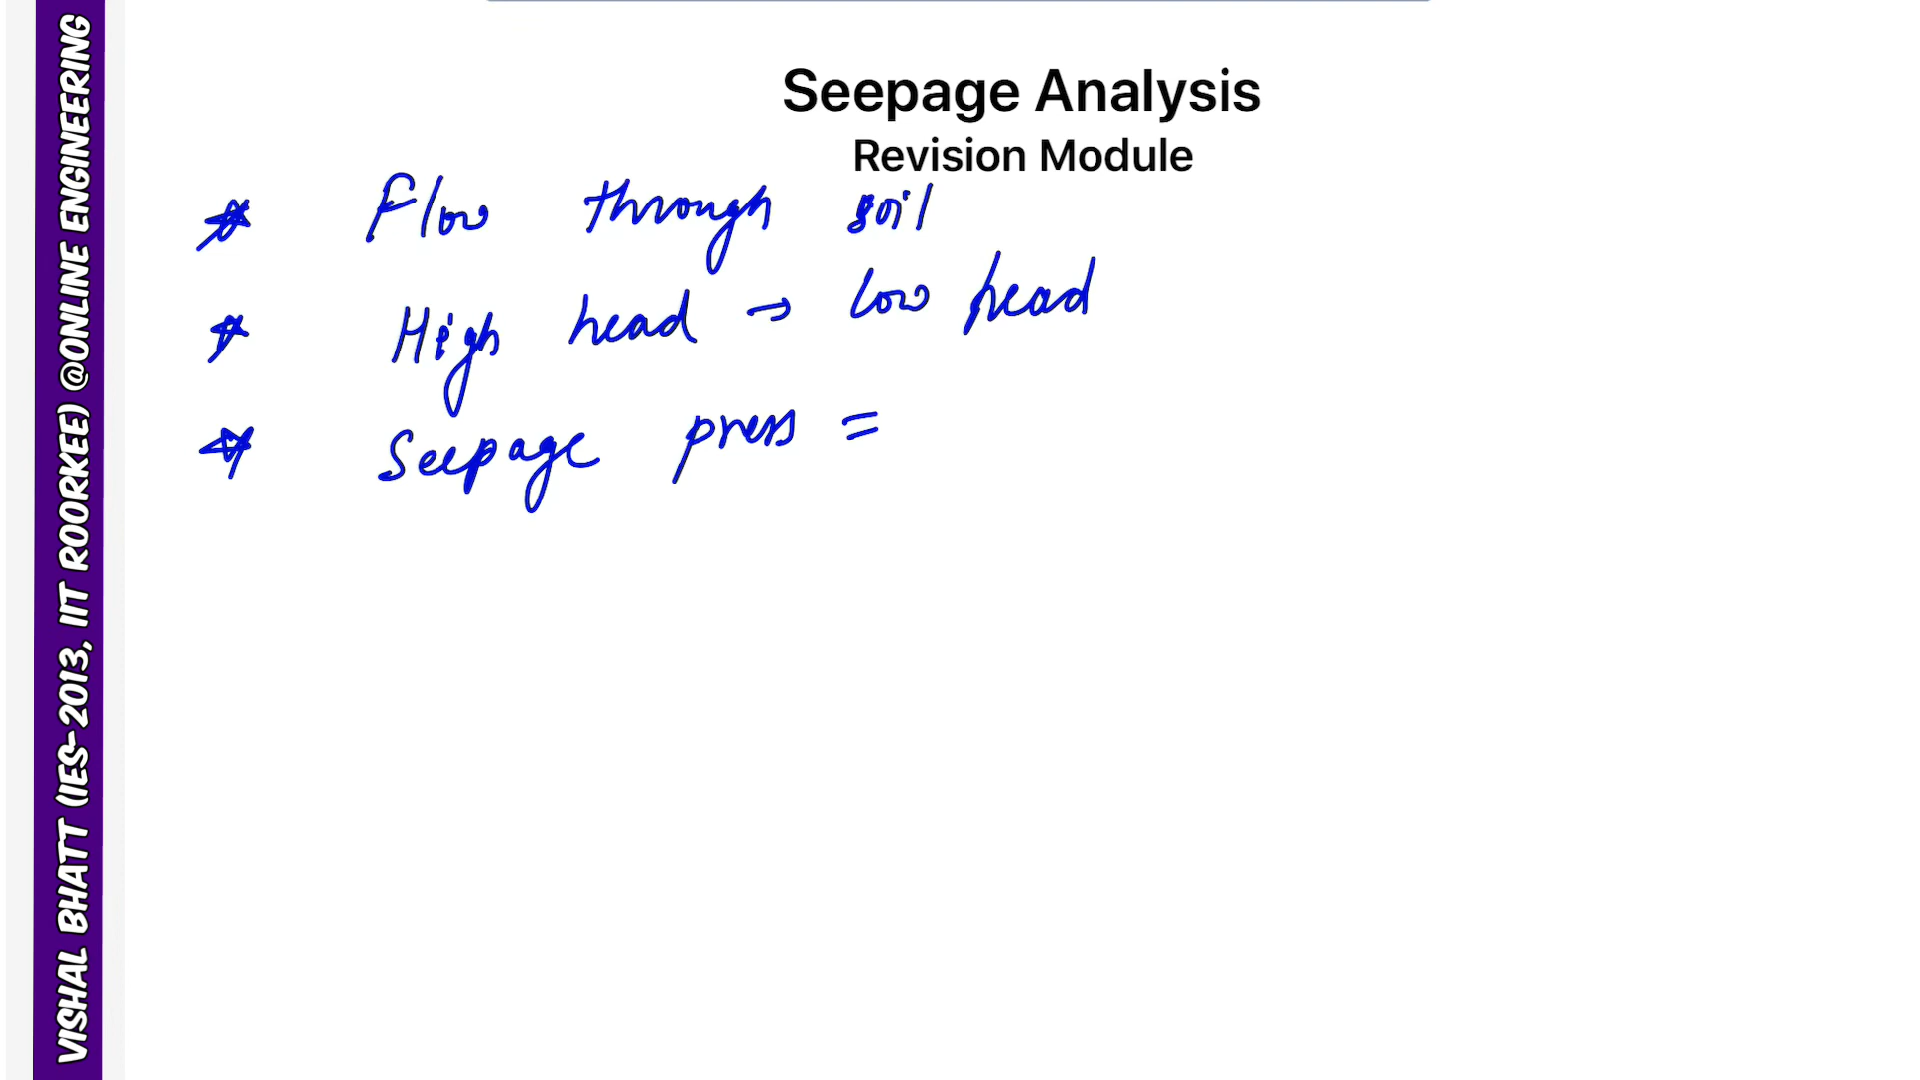 Seepage Analysis
Revision Module
Flow through soil
High head → low head
Seepage press =
VISHAL BHATT (IES-2013, IIT ROORKEE) @ONLINE ENGINEERING